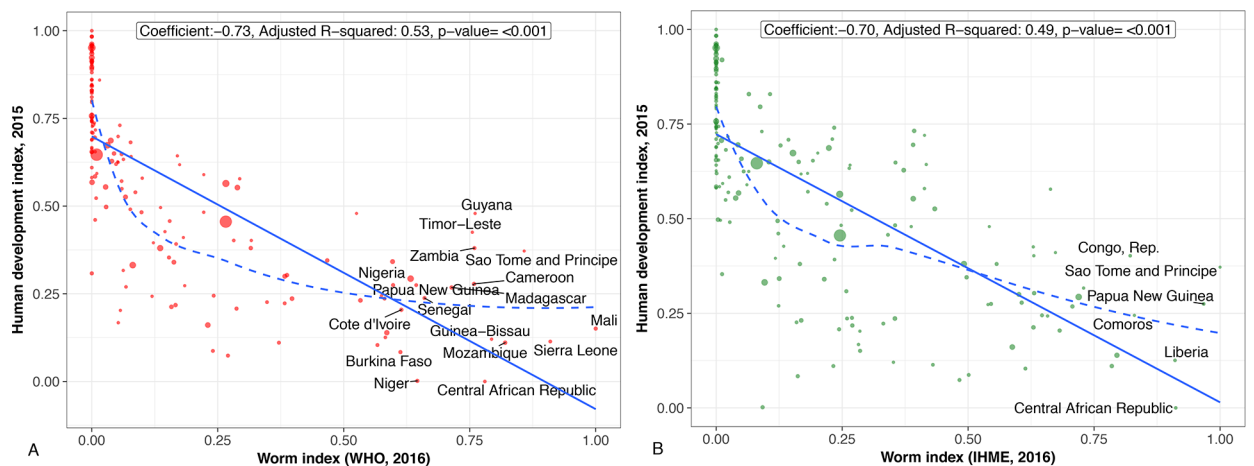 Coefficient:−0.73, Adjusted R−squared: 0.53, p−value= <0.001
1.00
0.75
0.50
0.25
0.00
Human development index, 2015
Guyana
Timor−Leste
Zambia
Sao Tome and Principe
Nigeria
Cameroon
Papua New Guinea
Madagascar
Senegal
Cote d'Ivoire
Mali
Guinea−Bissau
Mozambique
Sierra Leone
Burkina Faso
Niger
Central African Republic
0.00
0.25
0.50
0.75
1.00
Worm index (WHO, 2016)
A
Coefficient:−0.70, Adjusted R−squared: 0.49, p−value= <0.001
1.00
0.75
0.50
0.25
0.00
Human development index, 2015
Congo, Rep.
Sao Tome and Principe
Papua New Guinea
Comoros
Liberia
Central African Republic
0.00
0.25
0.50
0.75
1.00
Worm index (IHME, 2016)
B